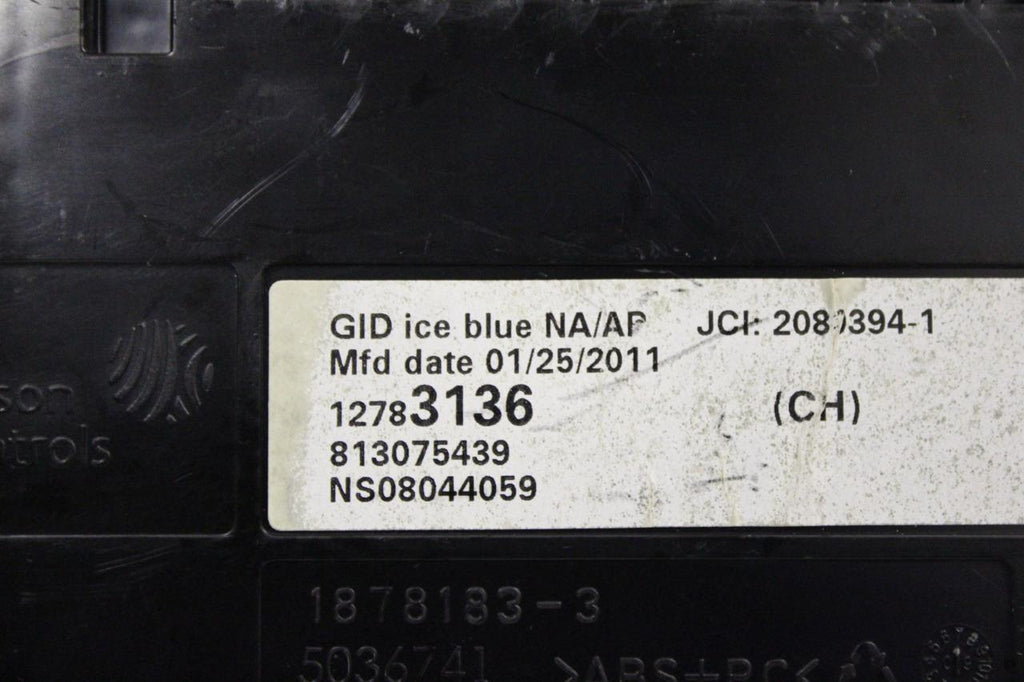 GID ice blue NA/AP JCI: 2080394-1
Mfd date 01/25/2011
12783136 (CH)
813075439
NS08044059
son
trols
1878183-3
5036741 >ABS+PC<